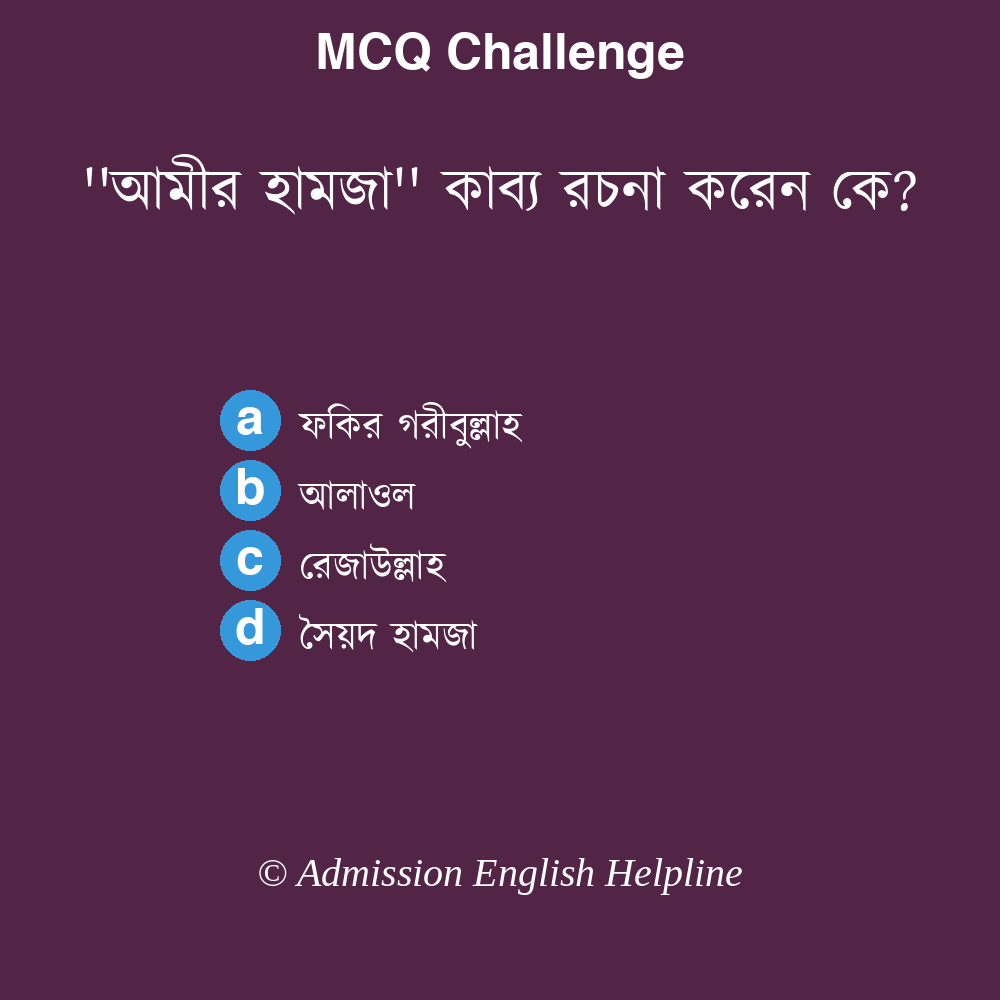 MCQ Challenge
''আমীর হামজা'' কাব্য রচনা করেন কে?
a ফকির গরীবুল্লাহ
b আলাওল
c রেজাউল্লাহ
d সৈয়দ হামজা
© Admission English Helpline